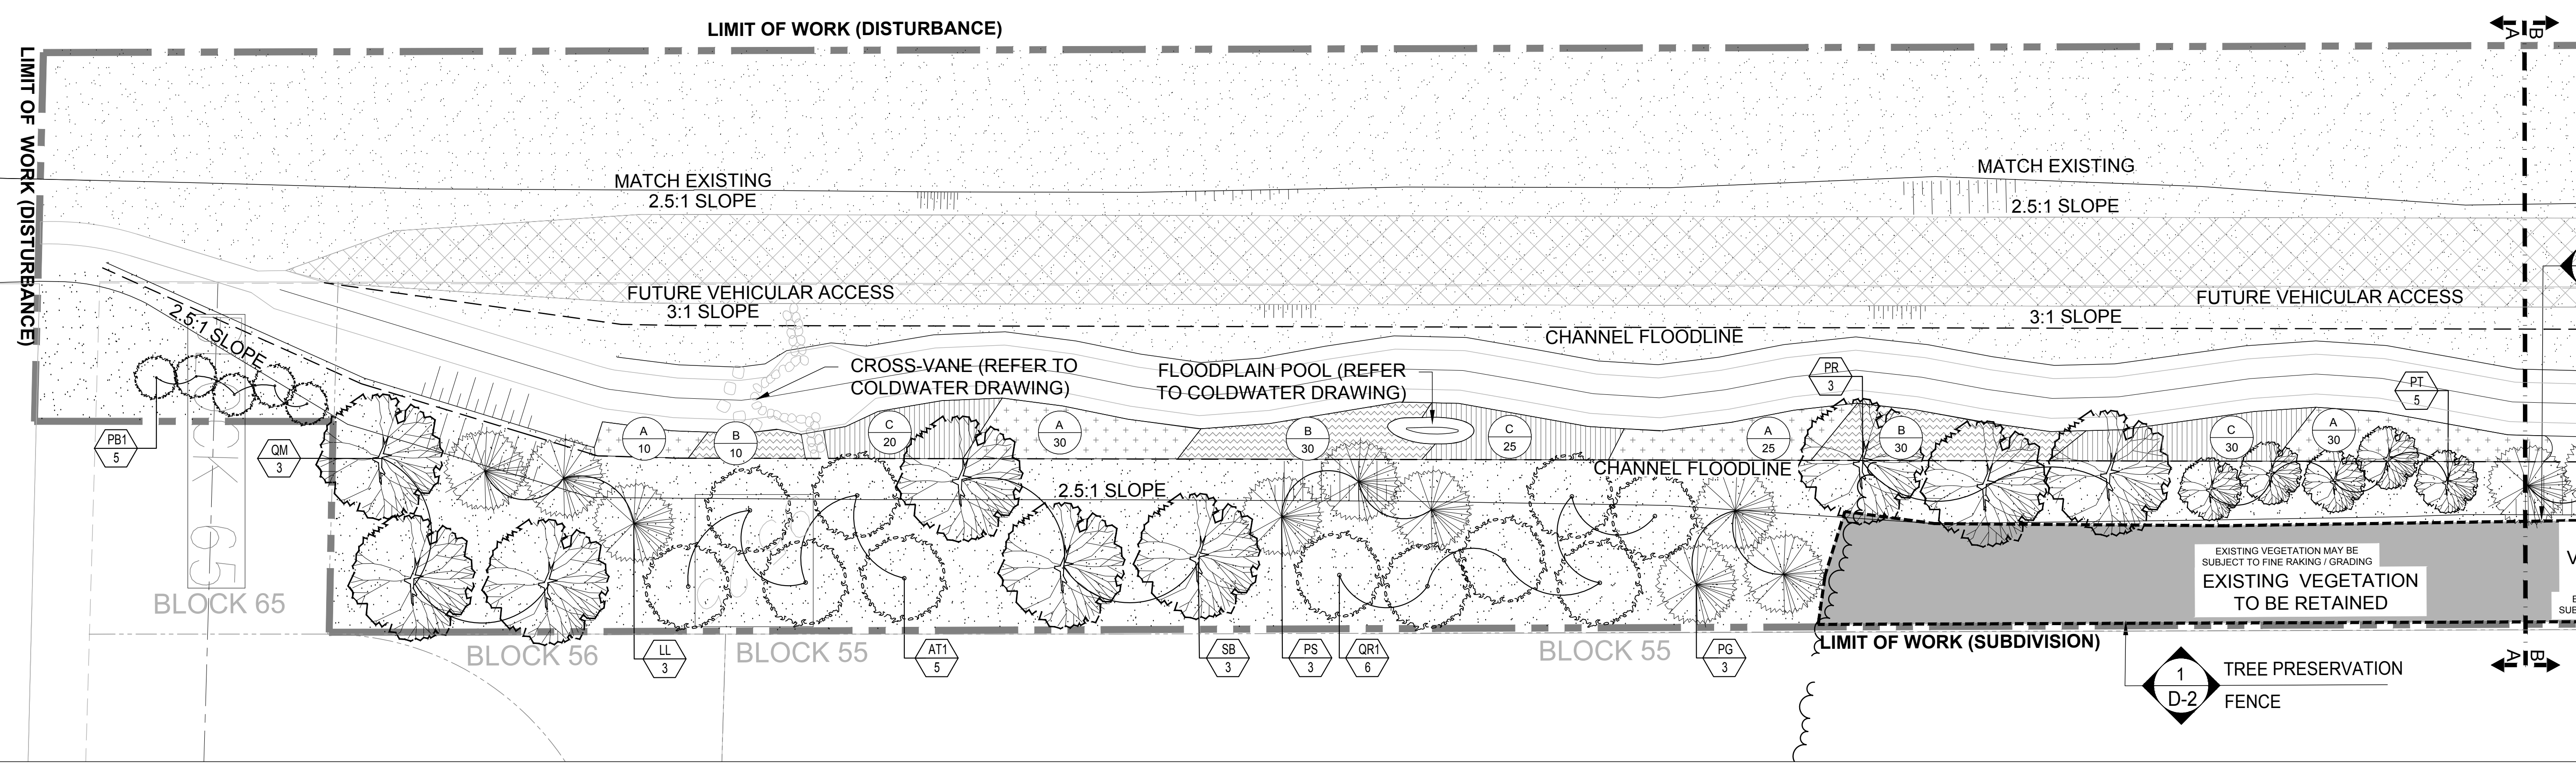 LIMIT OF WORK (DISTURBANCE)
LIMIT OF WORK (DISTURBANCE)
A
B
MATCH EXISTING
2.5:1 SLOPE
MATCH EXISTING
2.5:1 SLOPE
FUTURE VEHICULAR ACCESS
3:1 SLOPE
FUTURE VEHICULAR ACCESS
3:1 SLOPE
CHANNEL FLOODLINE
2.5:1 SLOPE
CROSS-VANE (REFER TO
COLDWATER DRAWING)
FLOODPLAIN POOL (REFER
TO COLDWATER DRAWING)
PR
3
PT
5
PB1
5
QM
3
A
10
B
10
C
20
A
30
B
30
C
25
A
25
B
30
C
30
A
30
CHANNEL FLOODLINE
2.5:1 SLOPE
BLOCK 65
BLOCK 56
BLOCK 55
BLOCK 55
LL
3
AT1
5
SB
3
PS
3
QR1
6
PG
3
EXISTING VEGETATION MAY BE
SUBJECT TO FINE RAKING / GRADING
EXISTING VEGETATION
TO BE RETAINED
LIMIT OF WORK (SUBDIVISION)
A
B
1
D-2
TREE PRESERVATION
FENCE